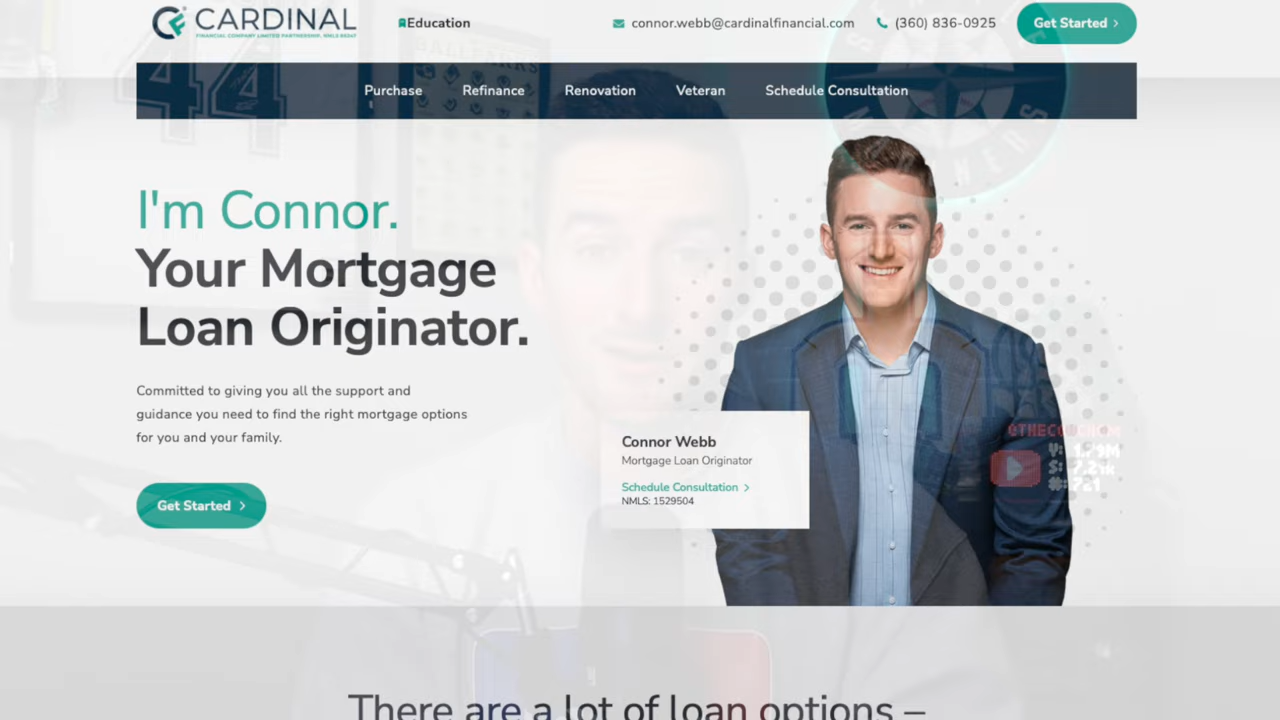 CARDINAL
FINANCIAL COMPANY LIMITED PARTNERSHIP, NMLS 66247
Education
connor.webb@cardinalfinancial.com
(360) 836-0925
Get Started
BALLPARKS
44
Purchase
Refinance
Renovation
Veteran
Schedule Consultation
I'm Connor.
Your Mortgage
Loan Originator.
Committed to giving you all the support and
guidance you need to find the right mortgage options
for you and your family.
Get Started
Connor Webb
Mortgage Loan Originator
Schedule Consultation
NMLS: 1529504
There are a lot of loan options –